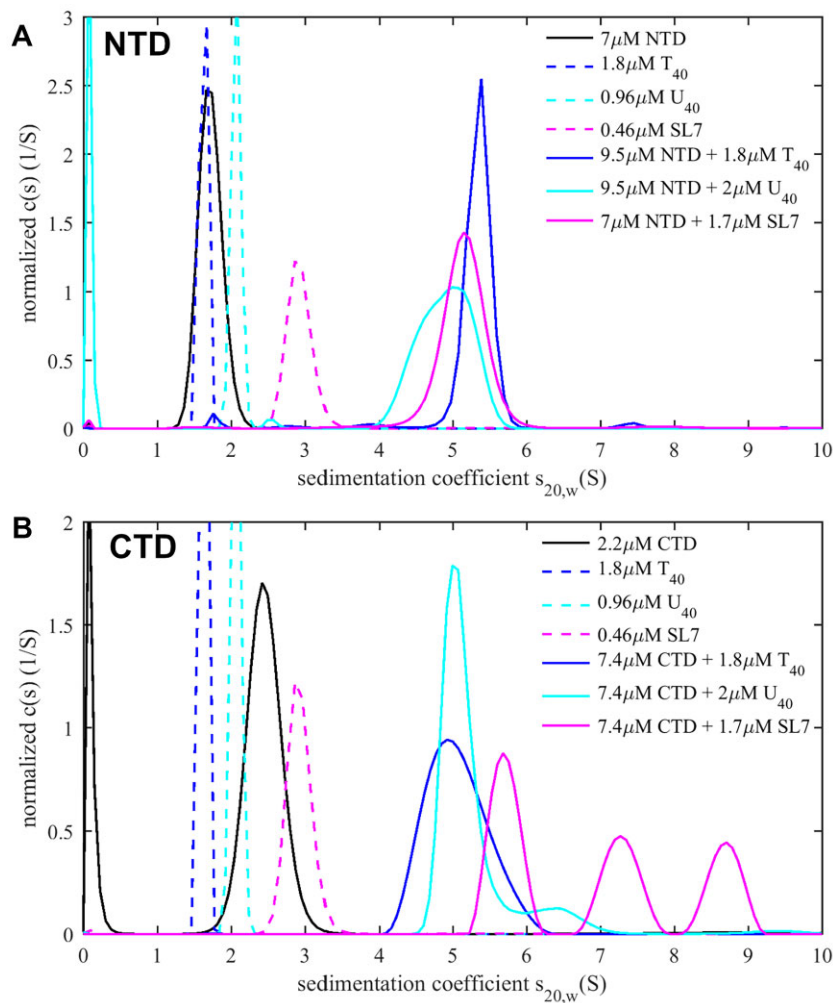 A
NTD
3
2.5
2
1.5
1
0.5
0
normalized c(s) (1/S)
7μM NTD
1.8μM T40
0.96μM U40
0.46μM SL7
9.5μM NTD + 1.8μM T40
9.5μM NTD + 2μM U40
7μM NTD + 1.7μM SL7
0 1 2 3 4 5 6 7 8 9 10
sedimentation coefficient s20,w(S)
B
CTD
2
1.5
1
0.5
0
normalized c(s) (1/S)
2.2μM CTD
1.8μM T40
0.96μM U40
0.46μM SL7
7.4μM CTD + 1.8μM T40
7.4μM CTD + 2μM U40
7.4μM CTD + 1.7μM SL7
0 1 2 3 4 5 6 7 8 9 10
sedimentation coefficient s20,w(S)